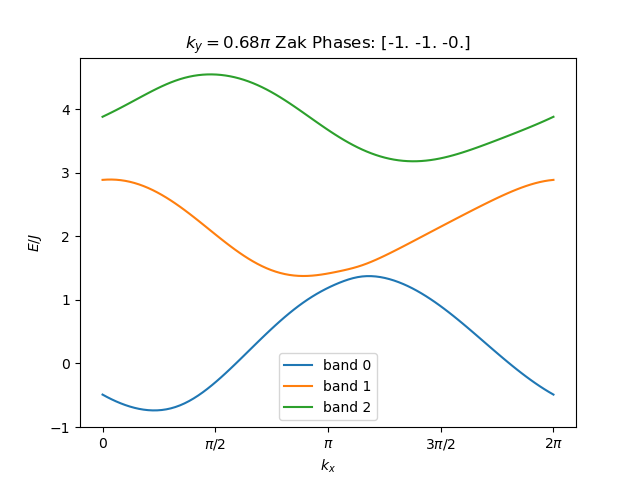 $k_y = 0.68\pi$ Zak Phases: [-1. -1. -0.]
4
3
2
1
0
−1
E/J
band 0
band 1
band 2
0
π/2
π
3π/2
2π
$k_x$